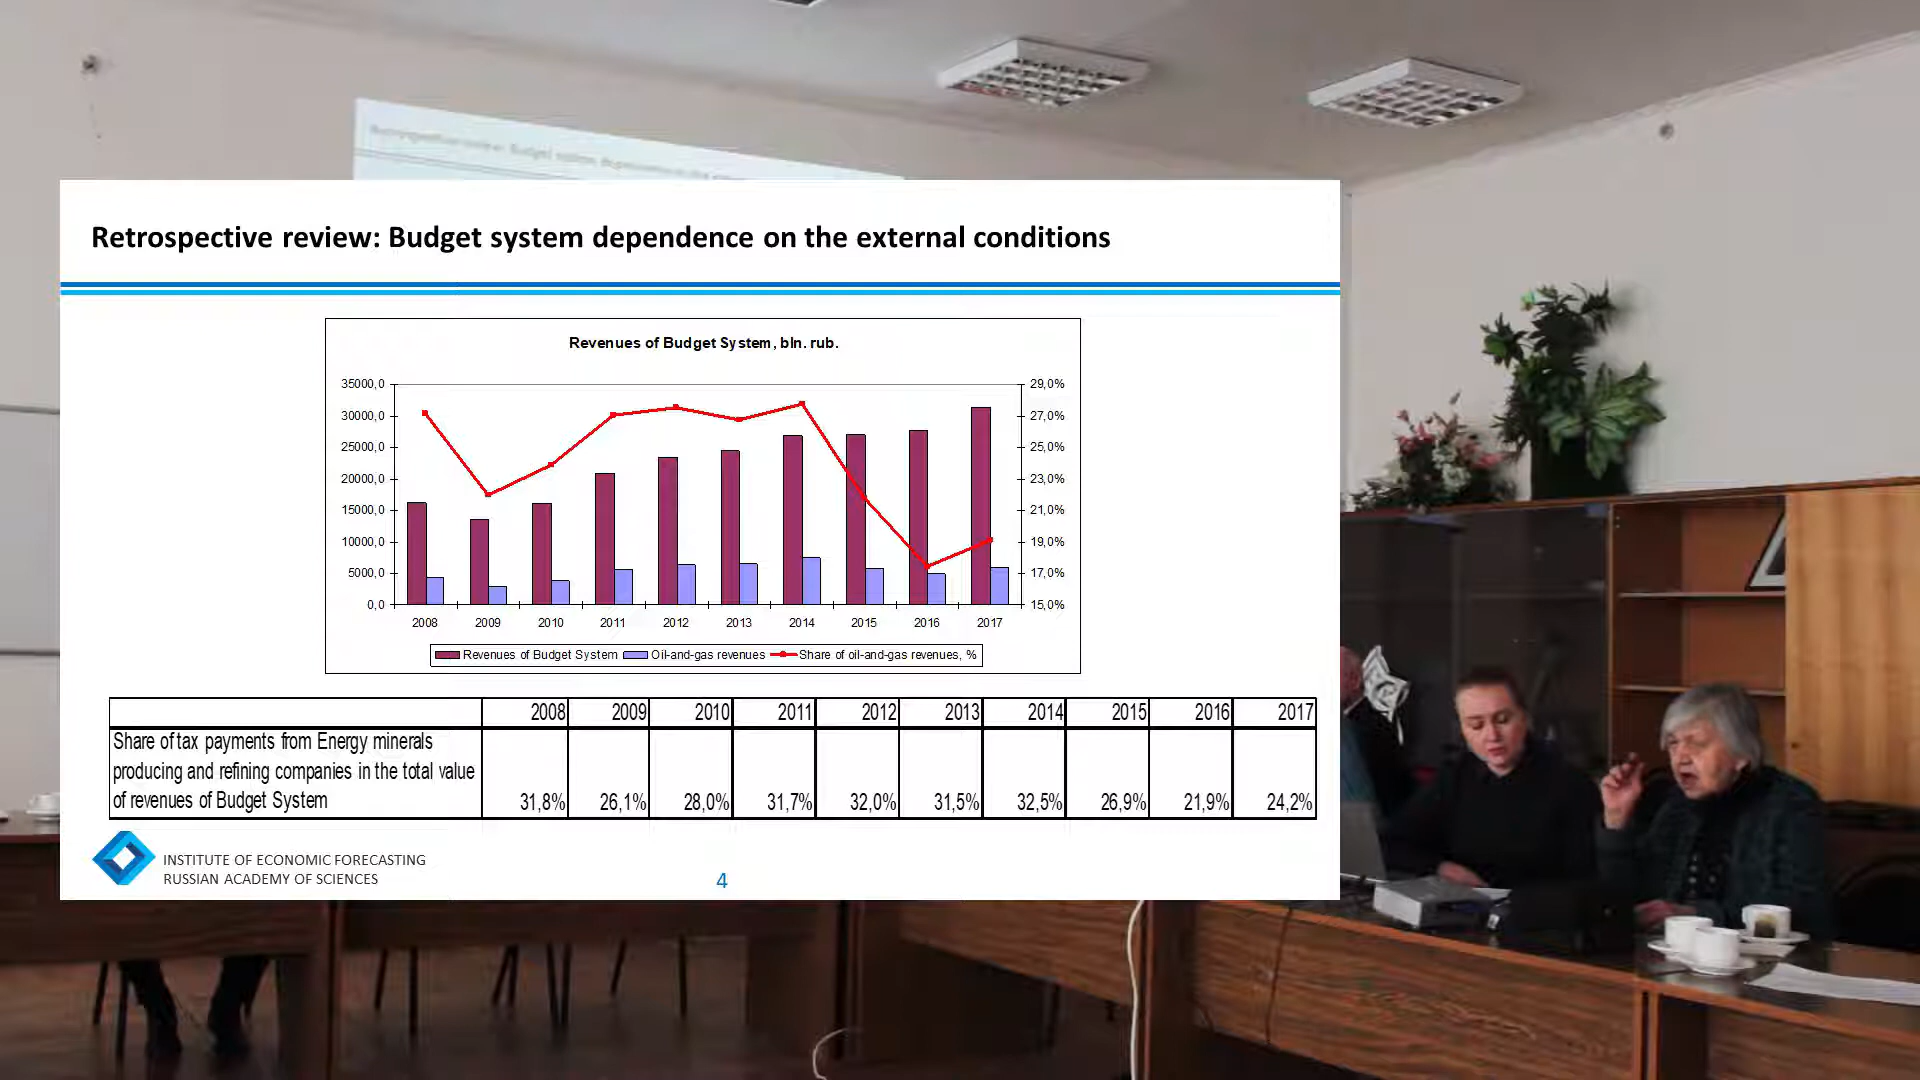 Retrospective review: Budget system dependence on the external conditions
Revenues of Budget System, bln. rub.
35000,0 29,0%
30000,0 27,0%
25000,0 25,0%
20000,0 23,0%
15000,0 21,0%
10000,0 19,0%
5000,0 17,0%
0,0 15,0%
2008 2009 2010 2011 2012 2013 2014 2015 2016 2017
Revenues of Budget System Oil-and-gas revenues Share of oil-and-gas revenues, %
2008 2009 2010 2011 2012 2013 2014 2015 2016 2017
Share of tax payments from Energy minerals
producing and refining companies in the total value
of revenues of Budget System 31,8% 26,1% 28,0% 31,7% 32,0% 31,5% 32,5% 26,9% 21,9% 24,2%
INSTITUTE OF ECONOMIC FORECASTING
RUSSIAN ACADEMY OF SCIENCES
4